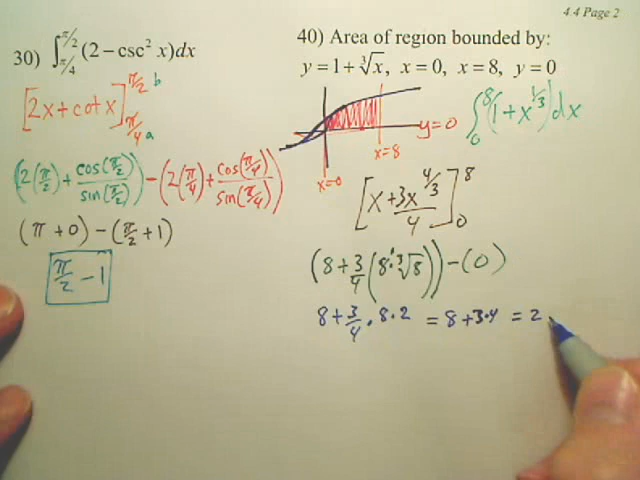 4.4 Page 2
30) ∫_{π/4}^{π/2} (2 − csc² x)dx
[2x + cot x]_{π/4 a}^{π/2 b}
(2(π/2) + cos(π/2)/sin(π/2)) − (2(π/4) + cos(π/4)/sin(π/4))
(π + 0) − (π/2 + 1)
π/2 − 1
40) Area of region bounded by:
y = 1 + ∛x, x = 0, x = 8, y = 0
y=0
x=8
x=0
∫_0^8 (1 + x^{1/3}) dx
[x + 3x^{4/3}/4]_0^8
(8 + 3/4 (8 · ∛8)) − (0)
8 + 3/4 · 8 · 2 = 8 + 3·4 = 2